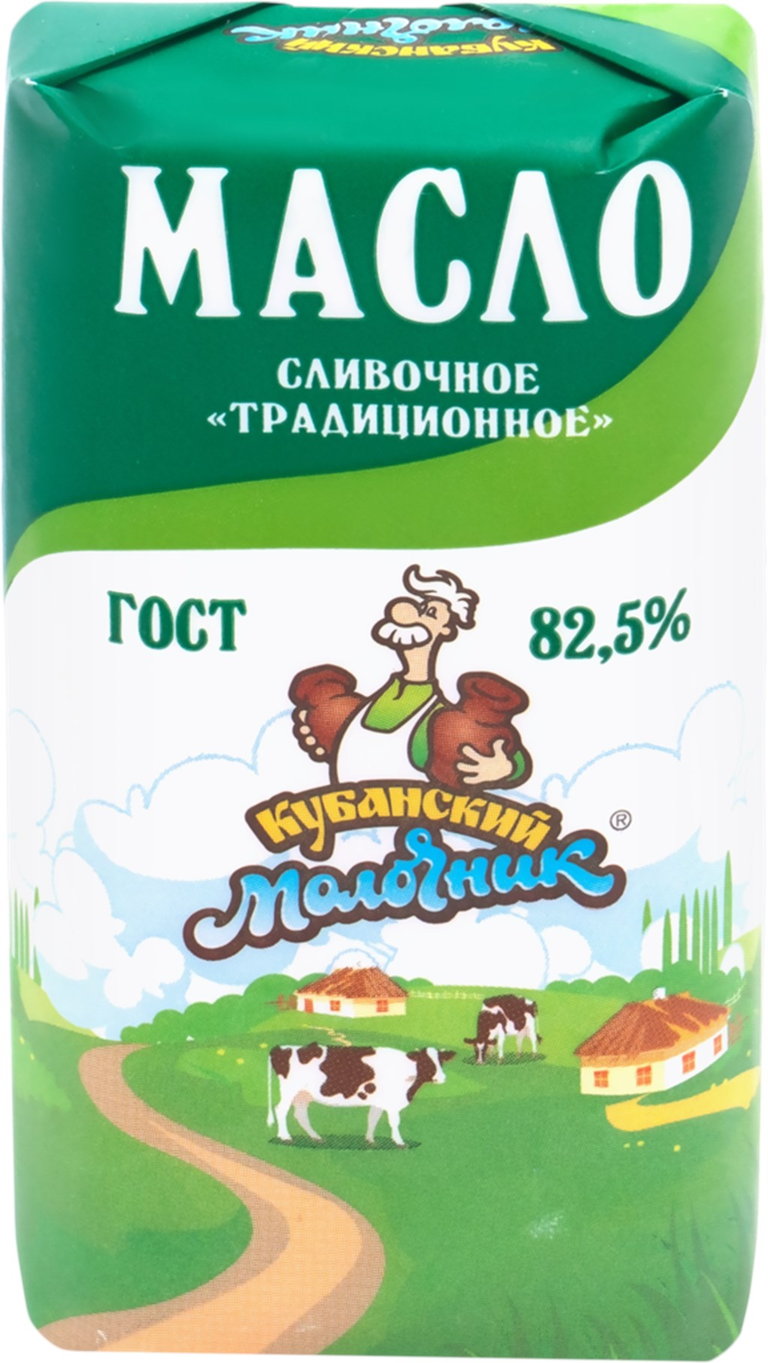 Кубанский
Молочник
МАСЛО
СЛИВОЧНОЕ
«ТРАДИЦИОННОЕ»
ГОСТ
82,5%
Кубанский
Молочник ®